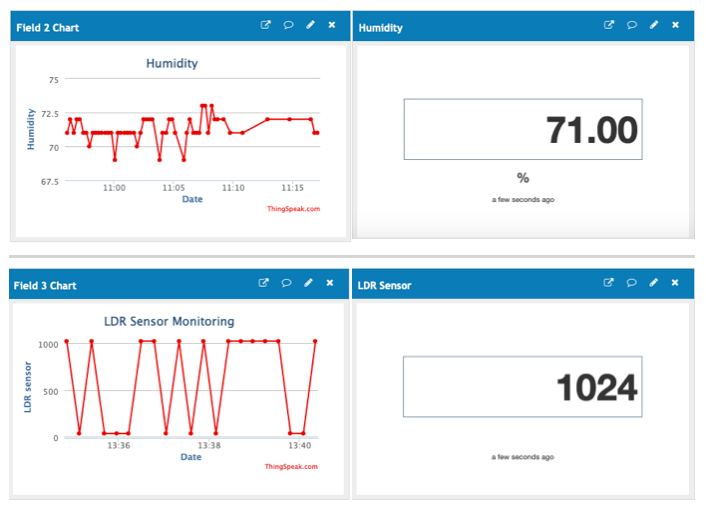 Field 2 Chart
Humidity
75
72.5
70
67.5
Humidity
11:00 11:05 11:10 11:15
Date
ThingSpeak.com
Humidity
71.00
%
a few seconds ago
Field 3 Chart
LDR Sensor Monitoring
1000
500
0
LDR sensor
13:36 13:38 13:40
Date
ThingSpeak.com
LDR Sensor
1024
a few seconds ago